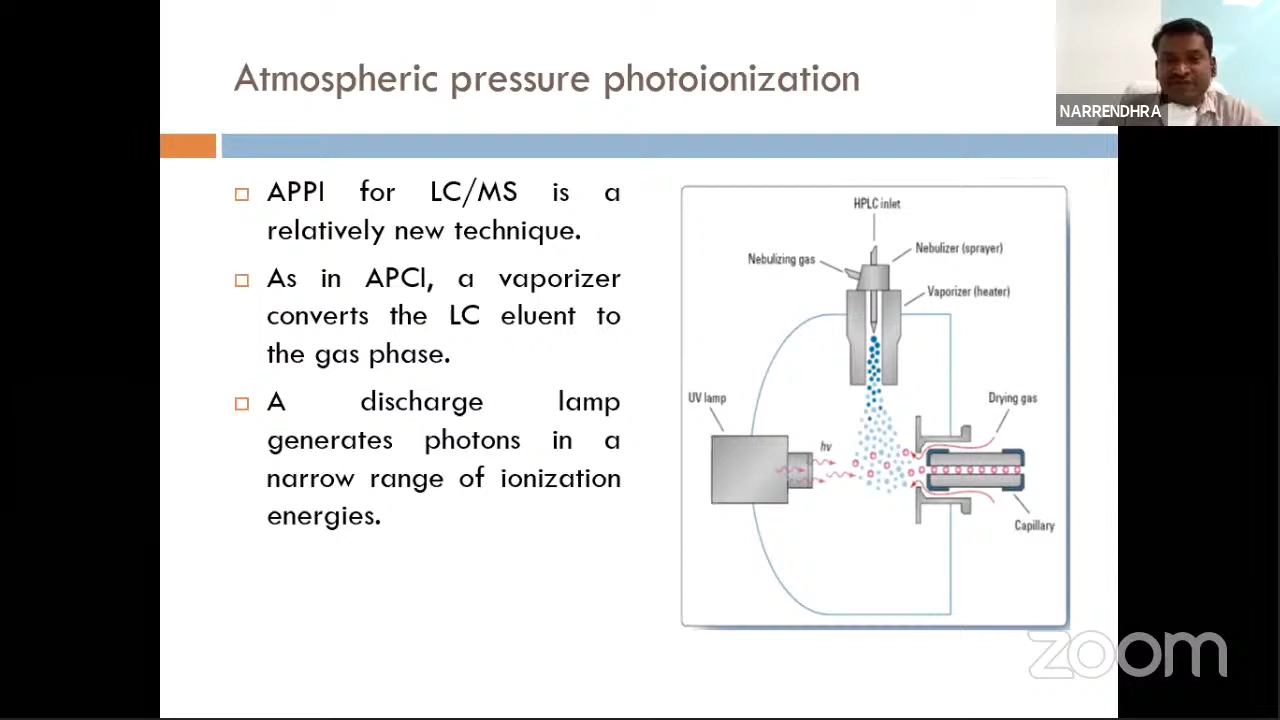 Atmospheric pressure photoionization
NARRENDHRA
APPI for LC/MS is a
relatively new technique.
As in APCI, a vaporizer
converts the LC eluent to
the gas phase.
A discharge lamp
generates photons in a
narrow range of ionization
energies.
HPLC inlet
Nebulizing gas
Nebulizer (sprayer)
Vaporizer (heater)
UV lamp
hν
Drying gas
Capillary
zoom